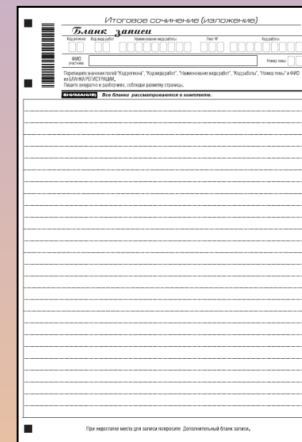 Итоговое сочинение (изложение)
Бланк записи
Код региона Код вида работ Наименование вида работы Лист № Код работы
ФИО участника Номер темы
Перепишите значения полей "Код региона", "Код вида работ", "Наименование вида работ", "Код работы", "Номер темы" и ФИО
из БЛАНКА РЕГИСТРАЦИИ.
Пишите аккуратно и разборчиво, соблюдая разметку страницы.
ВНИМАНИЕ! Все бланки рассматриваются в комплекте.
При недостатке места для записи попросите Дополнительный бланк записи.